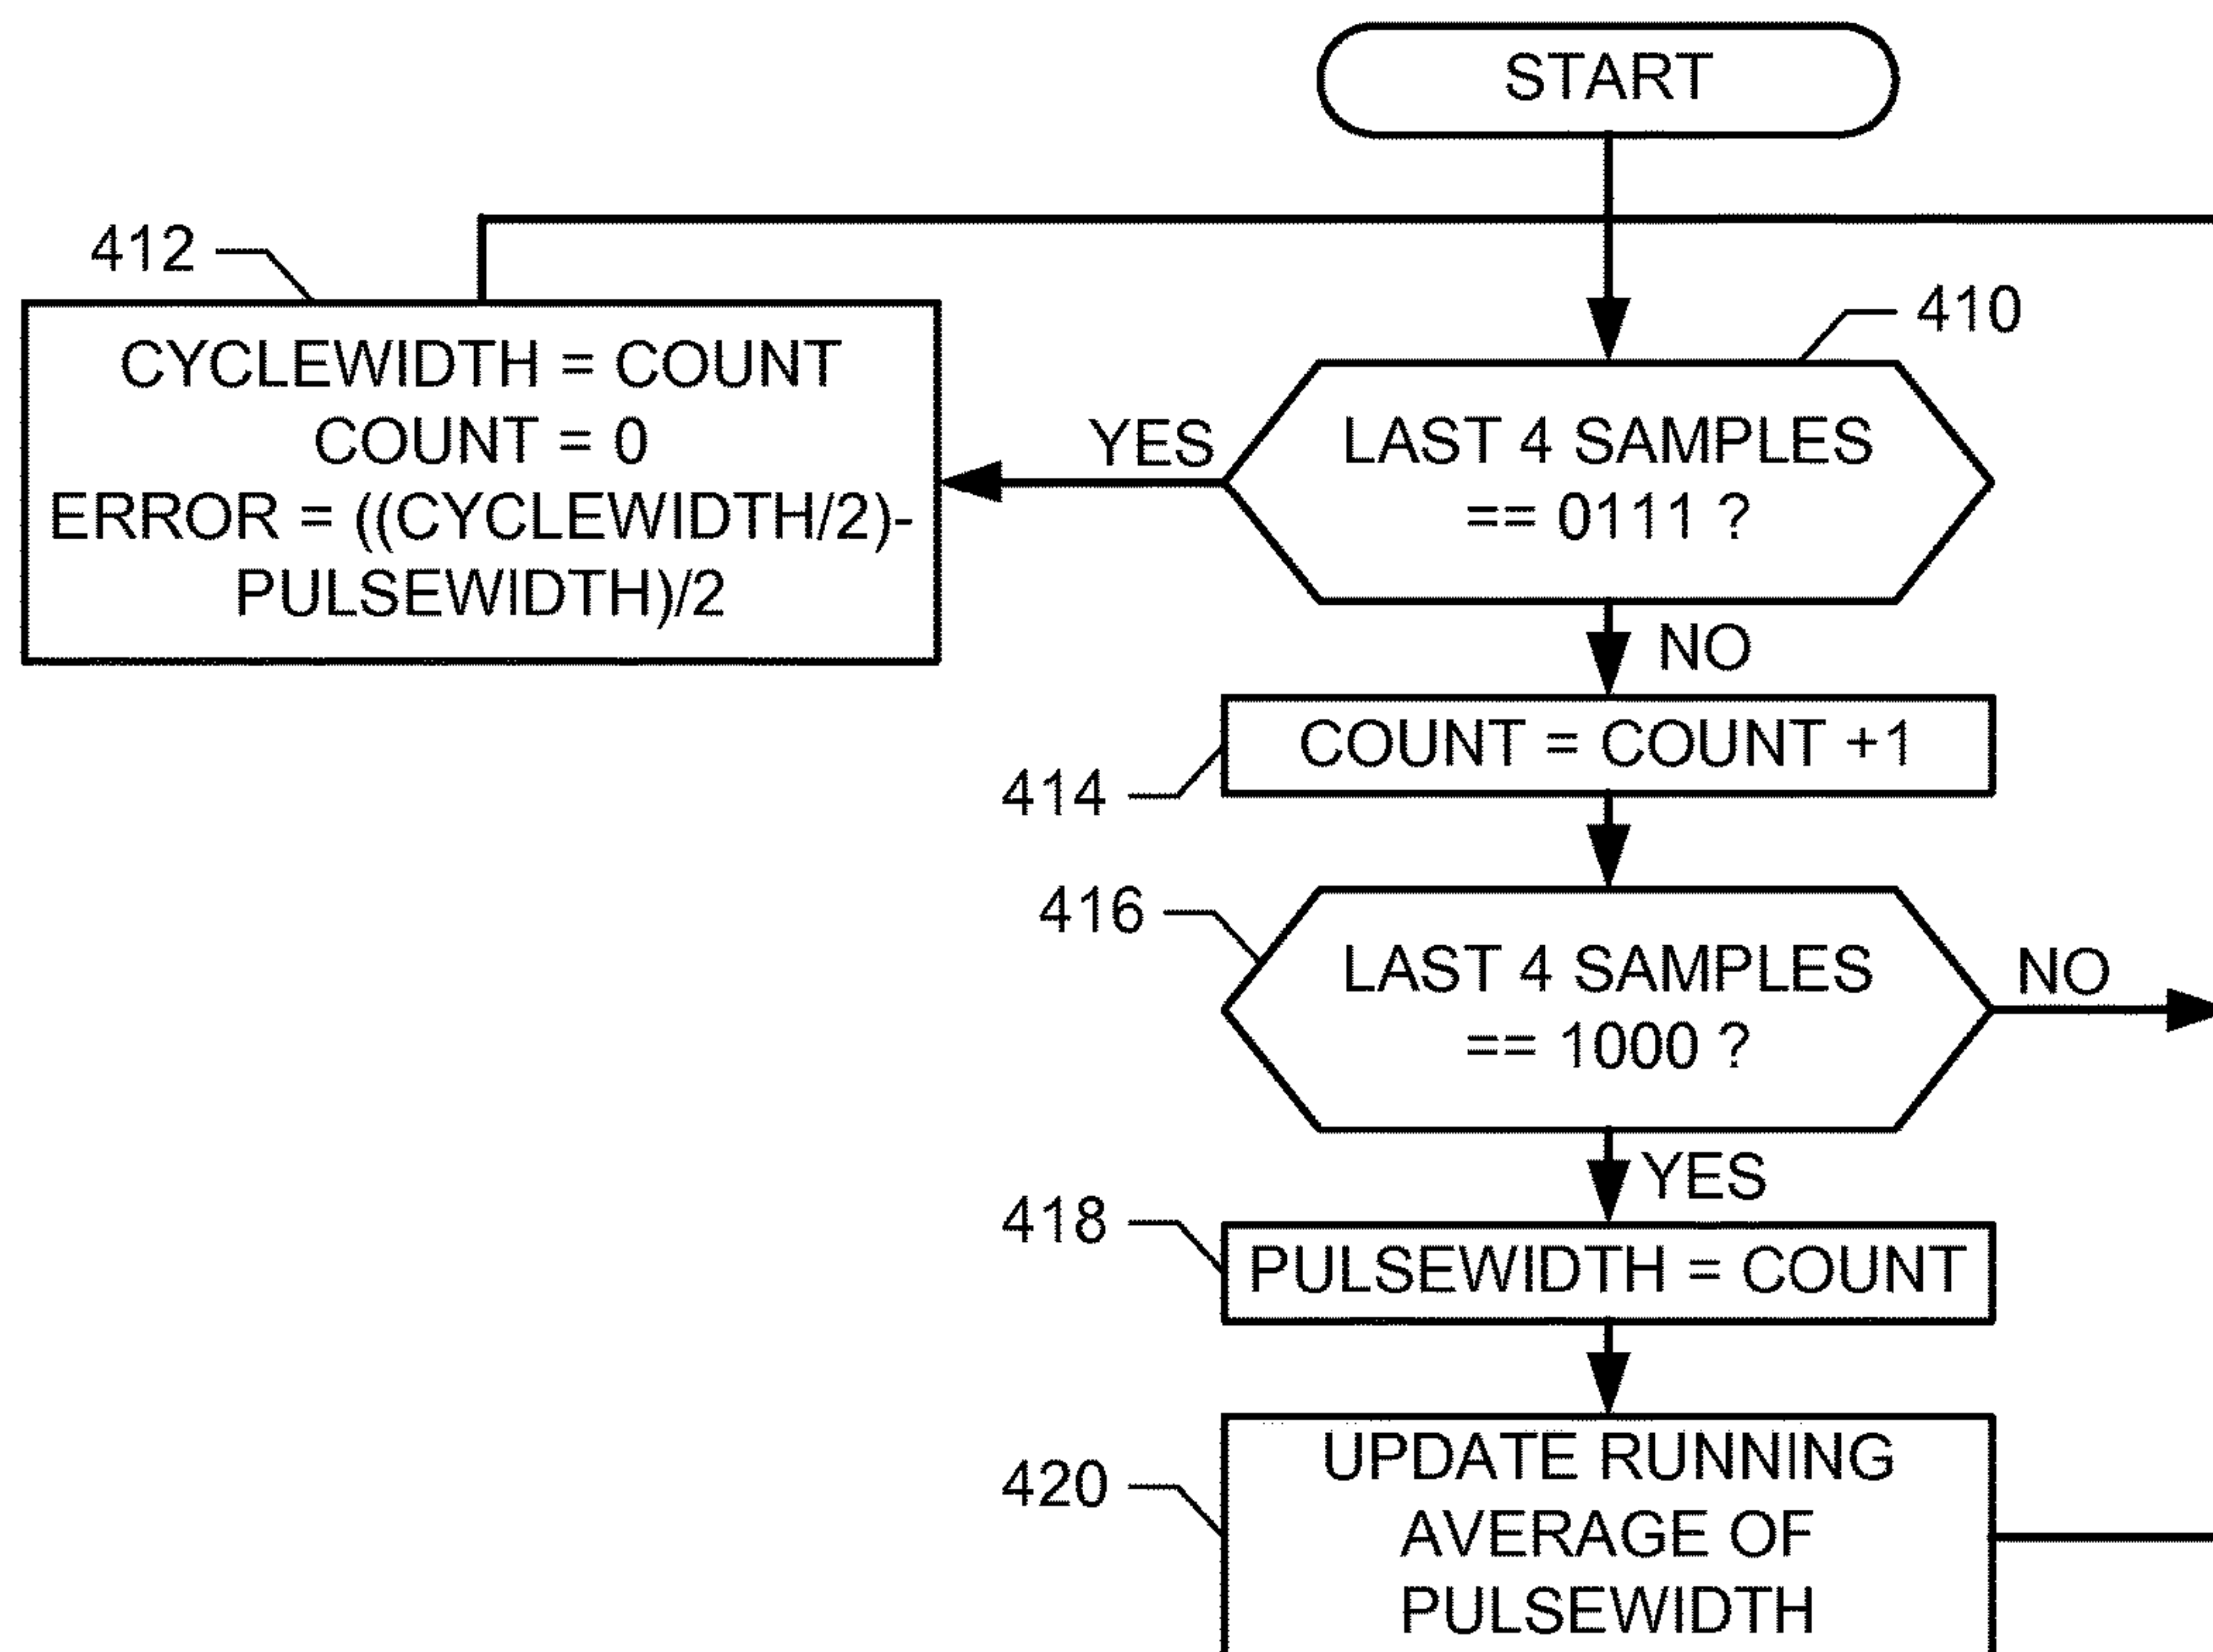 START
412
410
CYCLEWIDTH = COUNT
COUNT = 0
ERROR = ((CYCLEWIDTH/2)-
PULSEWIDTH)/2
YES
LAST 4 SAMPLES
== 0111 ?
NO
COUNT = COUNT +1
414
416
LAST 4 SAMPLES
== 1000 ?
NO
YES
418
PULSEWIDTH = COUNT
420
UPDATE RUNNING
AVERAGE OF
PULSEWIDTH